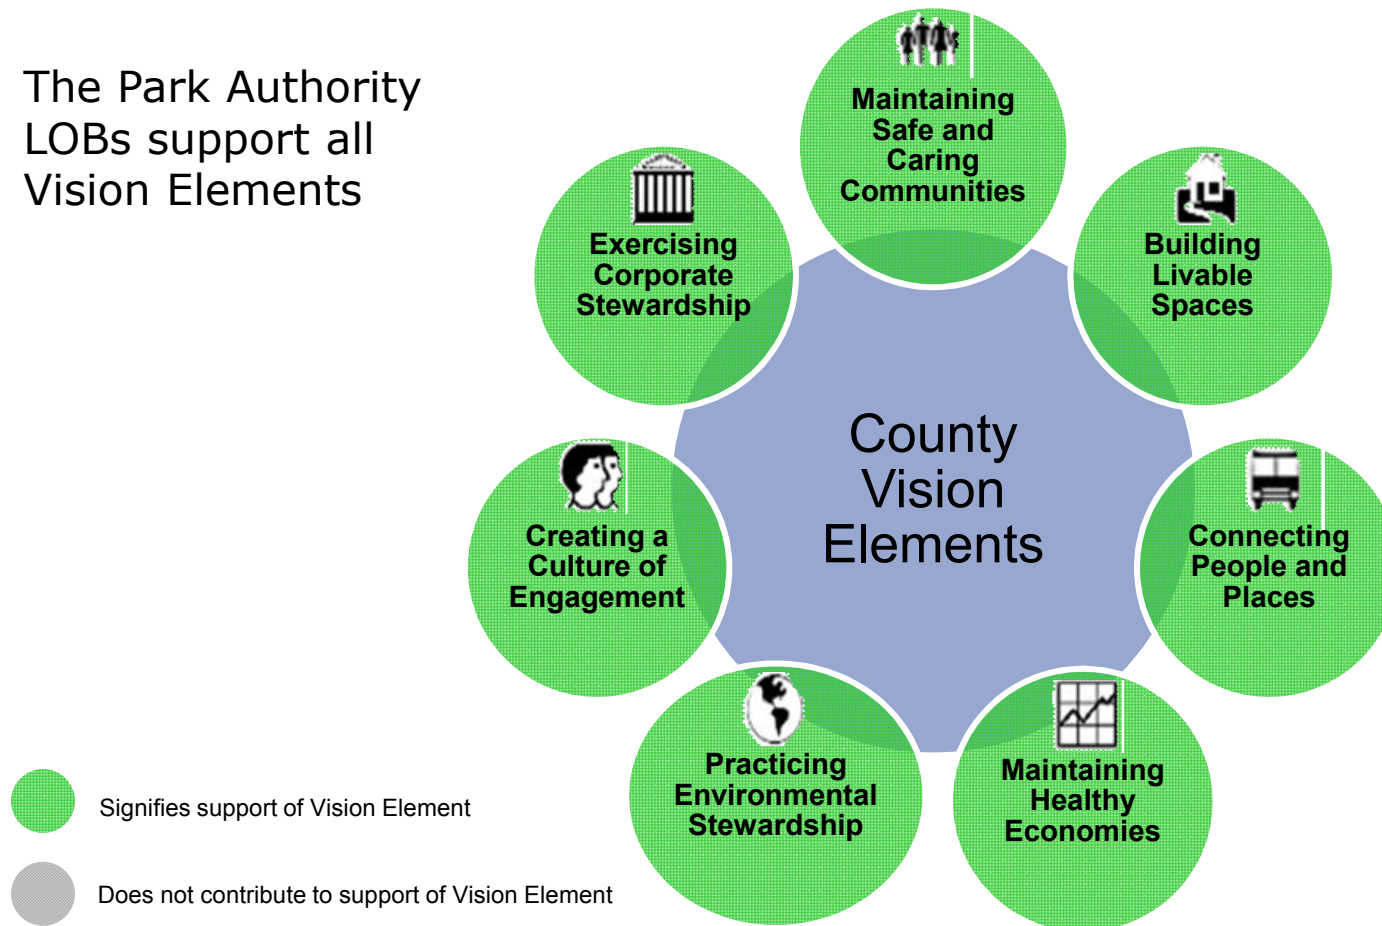 The Park Authority
LOBs support all
Vision Elements
Maintaining
Safe and
Caring
Communities
Building
Livable
Spaces
Connecting
People and
Places
Maintaining
Healthy
Economies
Practicing
Environmental
Stewardship
Creating a
Culture of
Engagement
Exercising
Corporate
Stewardship
County
Vision
Elements
Signifies support of Vision Element
Does not contribute to support of Vision Element